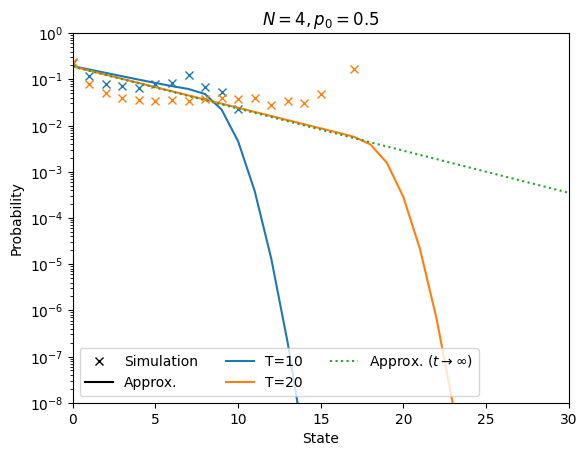 N = 4, p₀ = 0.5
Probability
10⁰
10⁻¹
10⁻²
10⁻³
10⁻⁴
10⁻⁵
10⁻⁶
10⁻⁷
10⁻⁸
Simulation T=10 Approx. (t → ∞)
Approx. T=20
0 5 10 15 20 25 30
State